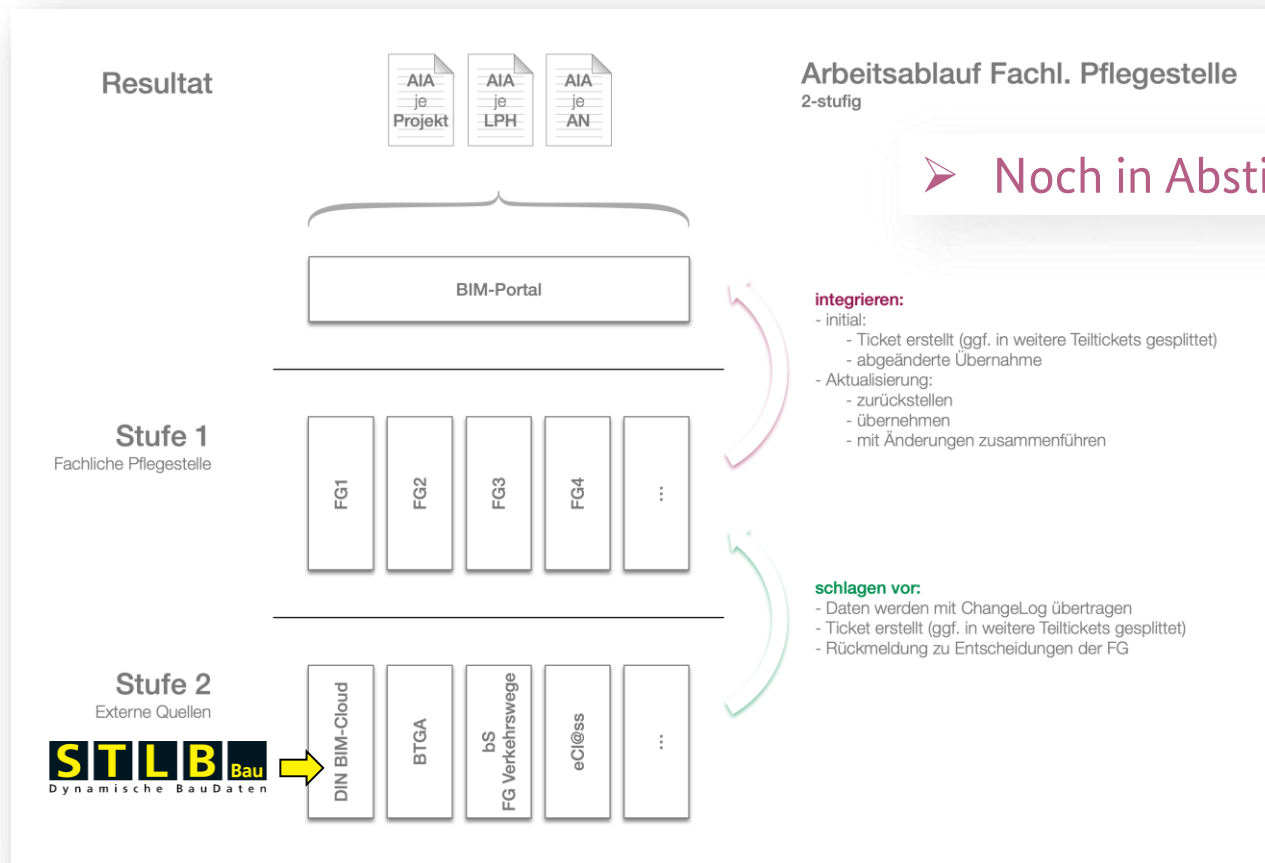 Resultat
AIA
je
Projekt
AIA
je
LPH
AIA
je
AN
Arbeitsablauf Fachl. Pflegestelle
2-stufig
➤ Noch in Absti
BIM-Portal
integrieren:
- initial:
- Ticket erstellt (ggf. in weitere Teiltickets gesplittet)
- abgeänderte Übernahme
- Aktualisierung:
- zurückstellen
- übernehmen
- mit Änderungen zusammenführen
Stufe 1
Fachliche Pflegestelle
FG1
FG2
FG3
FG4
...
schlagen vor:
- Daten werden mit ChangeLog übertragen
- Ticket erstellt (ggf. in weitere Teiltickets gesplittet)
- Rückmeldung zu Entscheidungen der FG
Stufe 2
Externe Quellen
STLB Bau
Dynamische BauDaten
DIN BIM-Cloud
BTGA
bS
FG Verkehrswege
eCl@ss
...